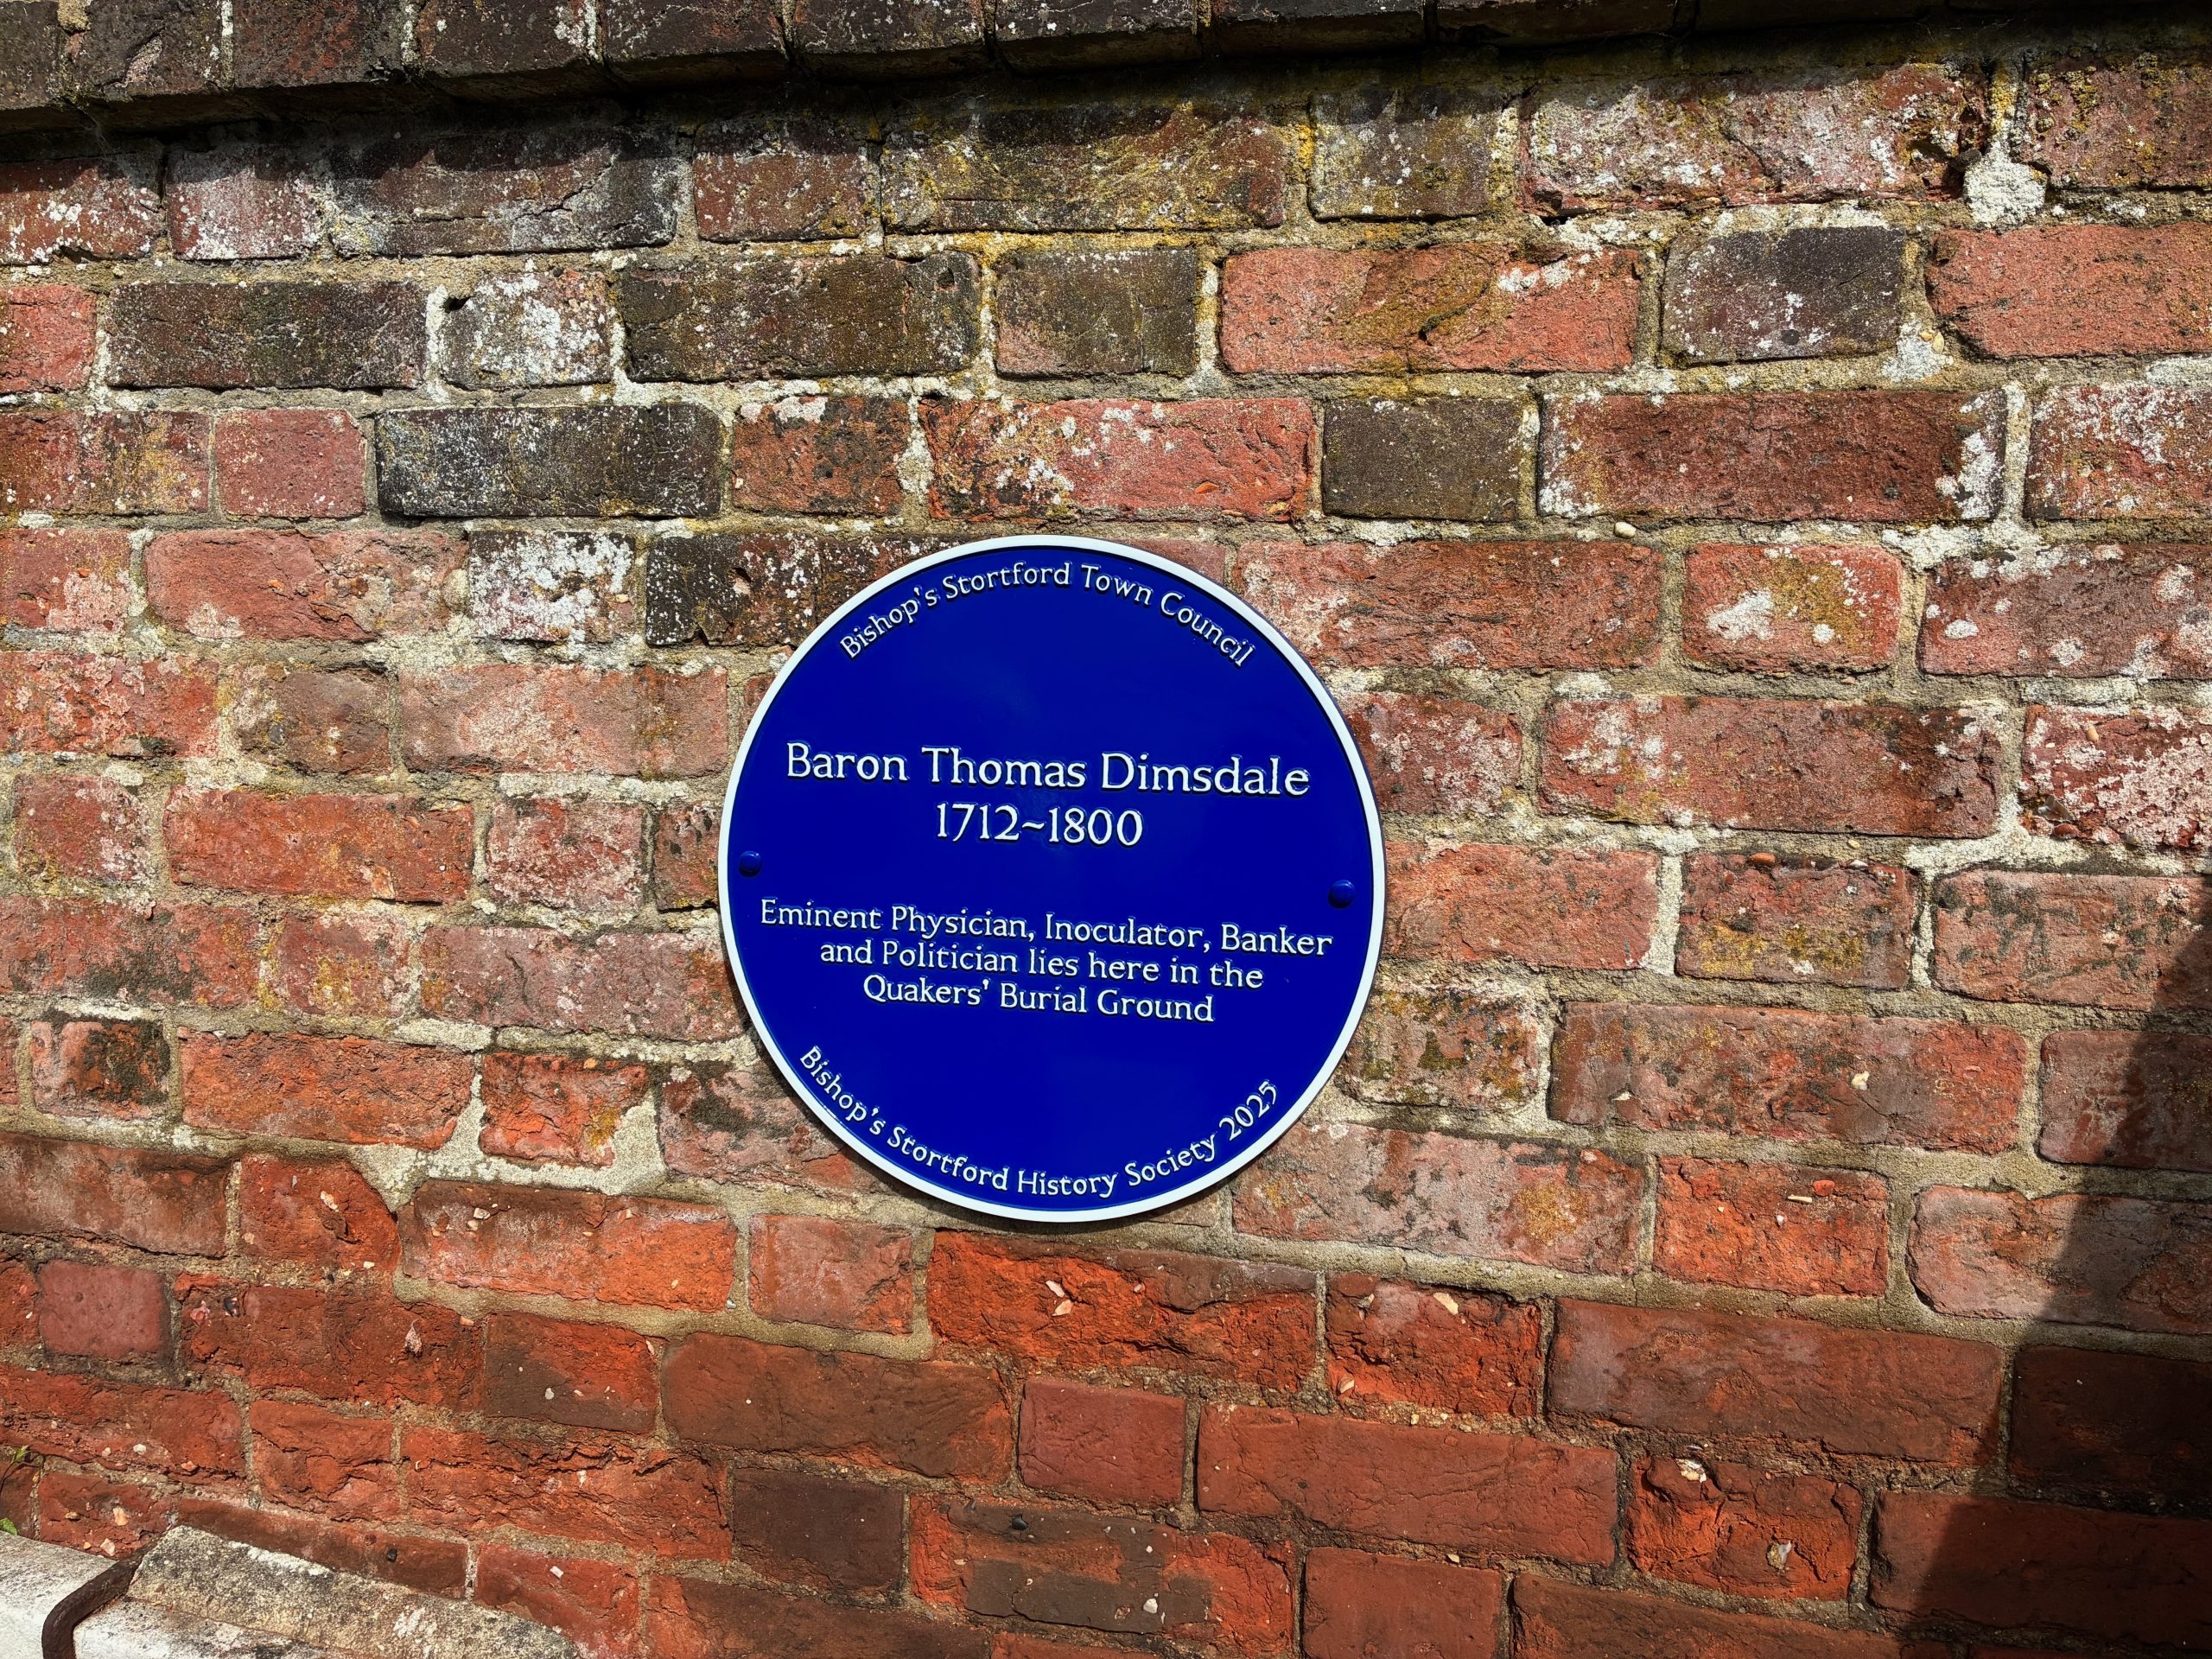 Bishop's Stortford Town Council
Baron Thomas Dimsdale
1712~1800
Eminent Physician, Inoculator, Banker
and Politician lies here in the
Quakers' Burial Ground
Bishop's Stortford History Society 2025